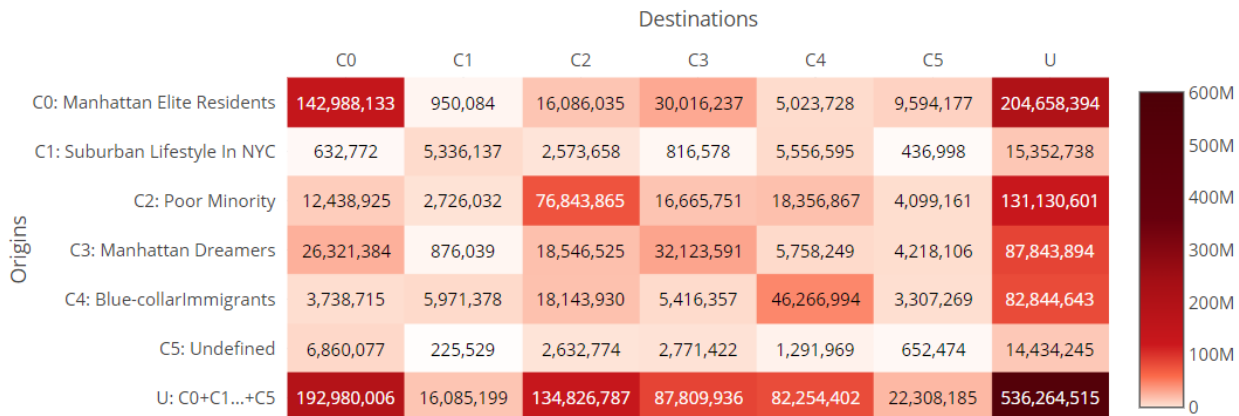 Destinations
C0 C1 C2 C3 C4 C5 U
C0: Manhattan Elite Residents 142,988,133 950,084 16,086,035 30,016,237 5,023,728 9,594,177 204,658,394
C1: Suburban Lifestyle In NYC 632,772 5,336,137 2,573,658 816,578 5,556,595 436,998 15,352,738
C2: Poor Minority 12,438,925 2,726,032 76,843,865 16,665,751 18,356,867 4,099,161 131,130,601
C3: Manhattan Dreamers 26,321,384 876,039 18,546,525 32,123,591 5,758,249 4,218,106 87,843,894
C4: Blue-collarImmigrants 3,738,715 5,971,378 18,143,930 5,416,357 46,266,994 3,307,269 82,844,643
C5: Undefined 6,860,077 225,529 2,632,774 2,771,422 1,291,969 652,474 14,434,245
U: C0+C1...+C5 192,980,006 16,085,199 134,826,787 87,809,936 82,254,402 22,308,185 536,264,515
Origins
600M
500M
400M
300M
200M
100M
0